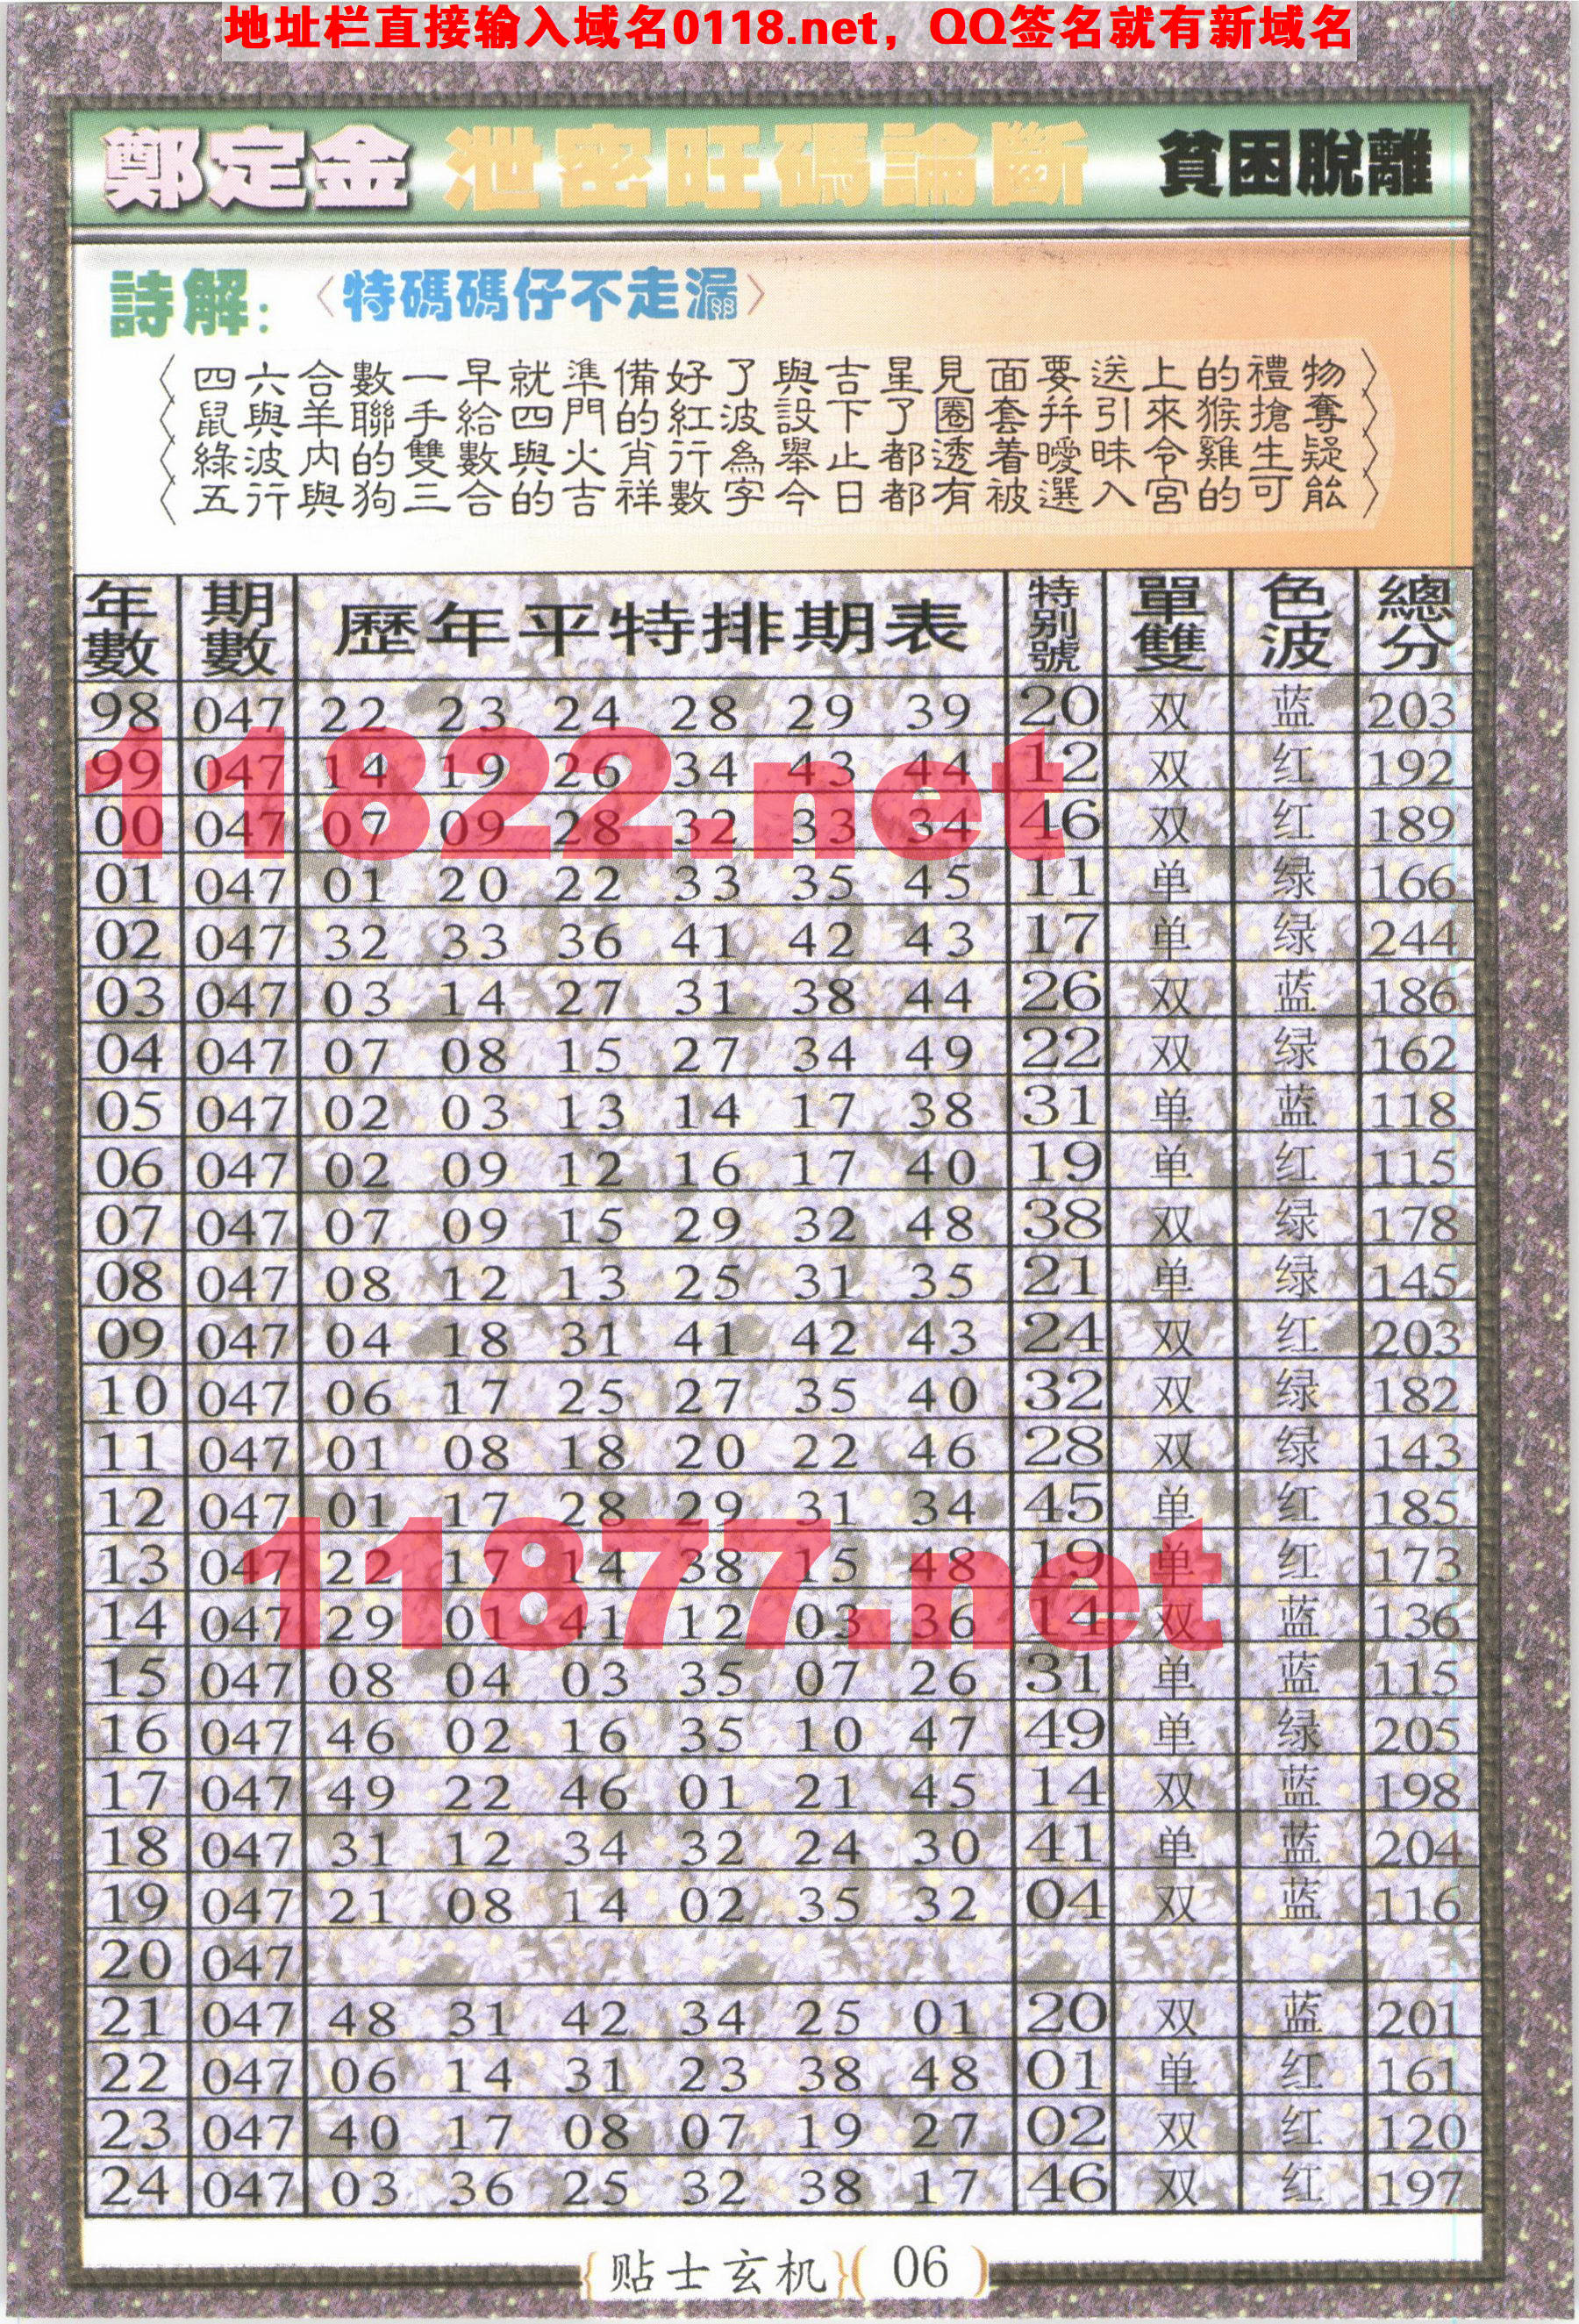 地址栏直接输入域名0118.net，QQ签名就有新域名
鄭定金 泄密旺碼論斷 貧困脫離
詩解：〈特碼碼仔不走漏〉
〈四六合數一早就準備好了與吉星見面要送上的禮物〉
〈鼠與羊聯手給四門的紅波設下了圈套并引來猴搶奪〉
〈綠波内的雙數與火肖行為舉止都透着曖昧令雞生疑〉
〈五行與狗三合的吉祥數字今日都有被選入宮的可能〉
年數 期數 歷年平特排期表 特别號 單雙 色波 總分
98 047 22 23 24 28 29 39 20 双 蓝 203
99 047 14 19 26 34 43 44 12 双 红 192
00 047 07 09 28 32 33 34 46 双 红 189
11822.net
01 047 01 20 22 33 35 45 11 单 绿 166
02 047 32 33 36 41 42 43 17 单 绿 244
03 047 03 14 27 31 38 44 26 双 蓝 186
04 047 07 08 15 27 34 49 22 双 绿 162
05 047 02 03 13 14 17 38 31 单 蓝 118
06 047 02 09 12 16 17 40 19 单 红 115
07 047 07 09 15 29 32 48 38 双 绿 178
08 047 08 12 13 25 31 35 21 单 绿 145
09 047 04 18 31 41 42 43 24 双 红 203
10 047 06 17 25 27 35 40 32 双 绿 182
11 047 01 08 18 20 22 46 28 双 绿 143
12 047 01 17 28 29 31 34 45 单 红 185
13 047 22 17 14 38 15 48 19 单 红 173
11877.net
14 047 29 01 41 12 03 36 14 双 蓝 136
15 047 08 04 03 35 07 26 31 单 蓝 115
16 047 46 02 16 35 10 47 49 单 绿 205
17 047 49 22 46 01 21 45 14 双 蓝 198
18 047 31 12 34 32 24 30 41 单 蓝 204
19 047 21 08 14 02 35 32 04 双 蓝 116
20 047
21 047 48 31 42 34 25 01 20 双 蓝 201
22 047 06 14 31 23 38 48 01 单 红 161
23 047 40 17 08 07 19 27 02 双 红 120
24 047 03 36 25 32 38 17 46 双 红 197
{贴士玄机}( 06 )